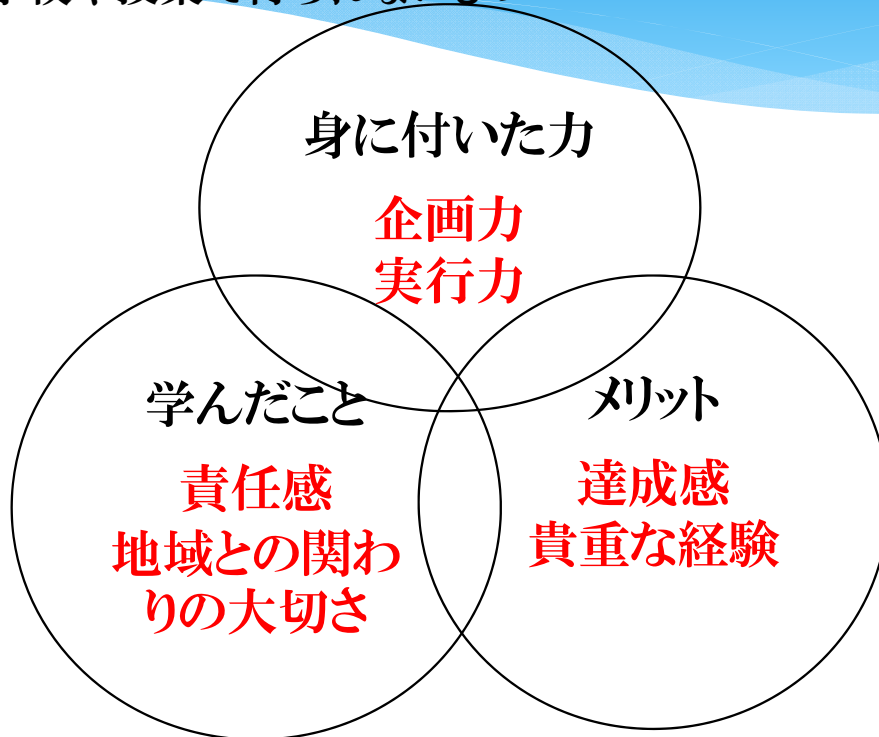 身に付いた力
企画力
実行力
学んだこと
責任感
地域との関わ
りの大切さ
メリット
達成感
貴重な経験